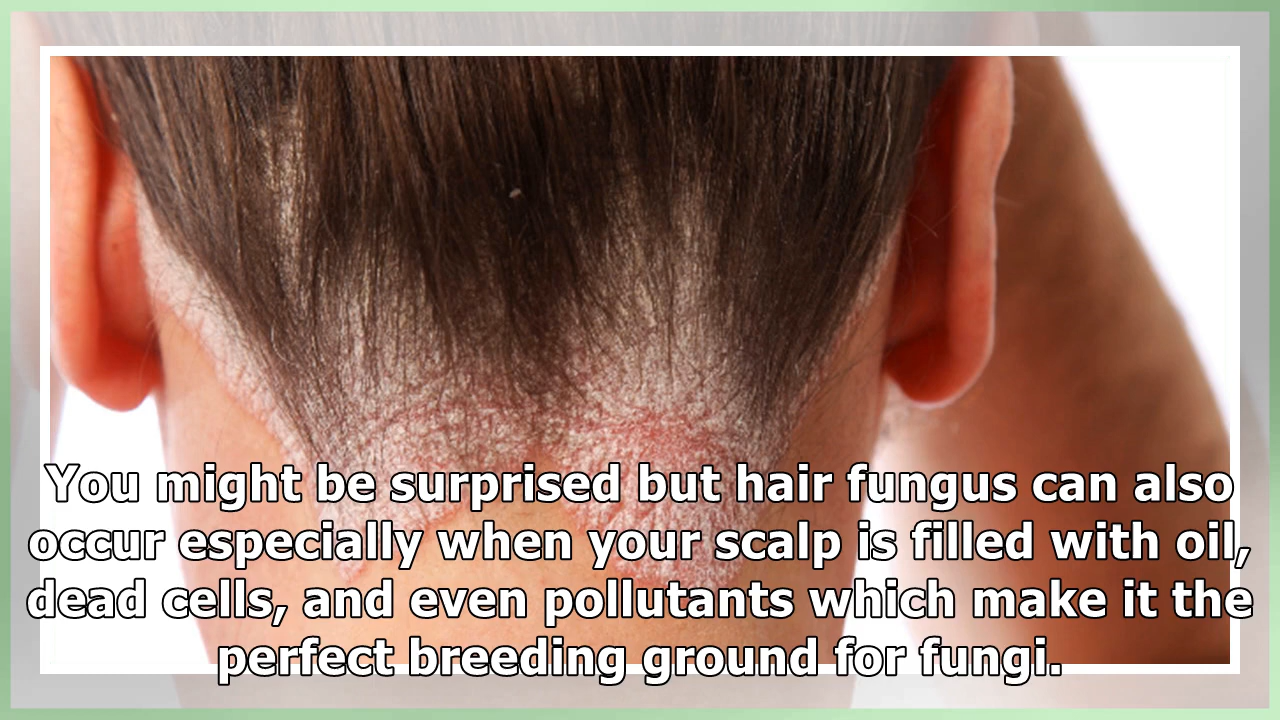 You might be surprised but hair fungus can also
occur especially when your scalp is filled with oil,
dead cells, and even pollutants which make it the
perfect breeding ground for fungi.